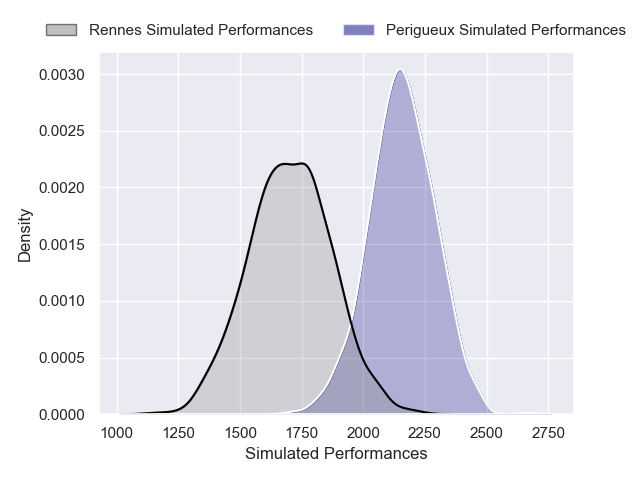 Rennes Simulated Performances Perigueux Simulated Performances
0.0030
0.0025
0.0020
0.0015
0.0010
0.0005
0.0000
Density
1000 1250 1500 1750 2000 2250 2500 2750
Simulated Performances